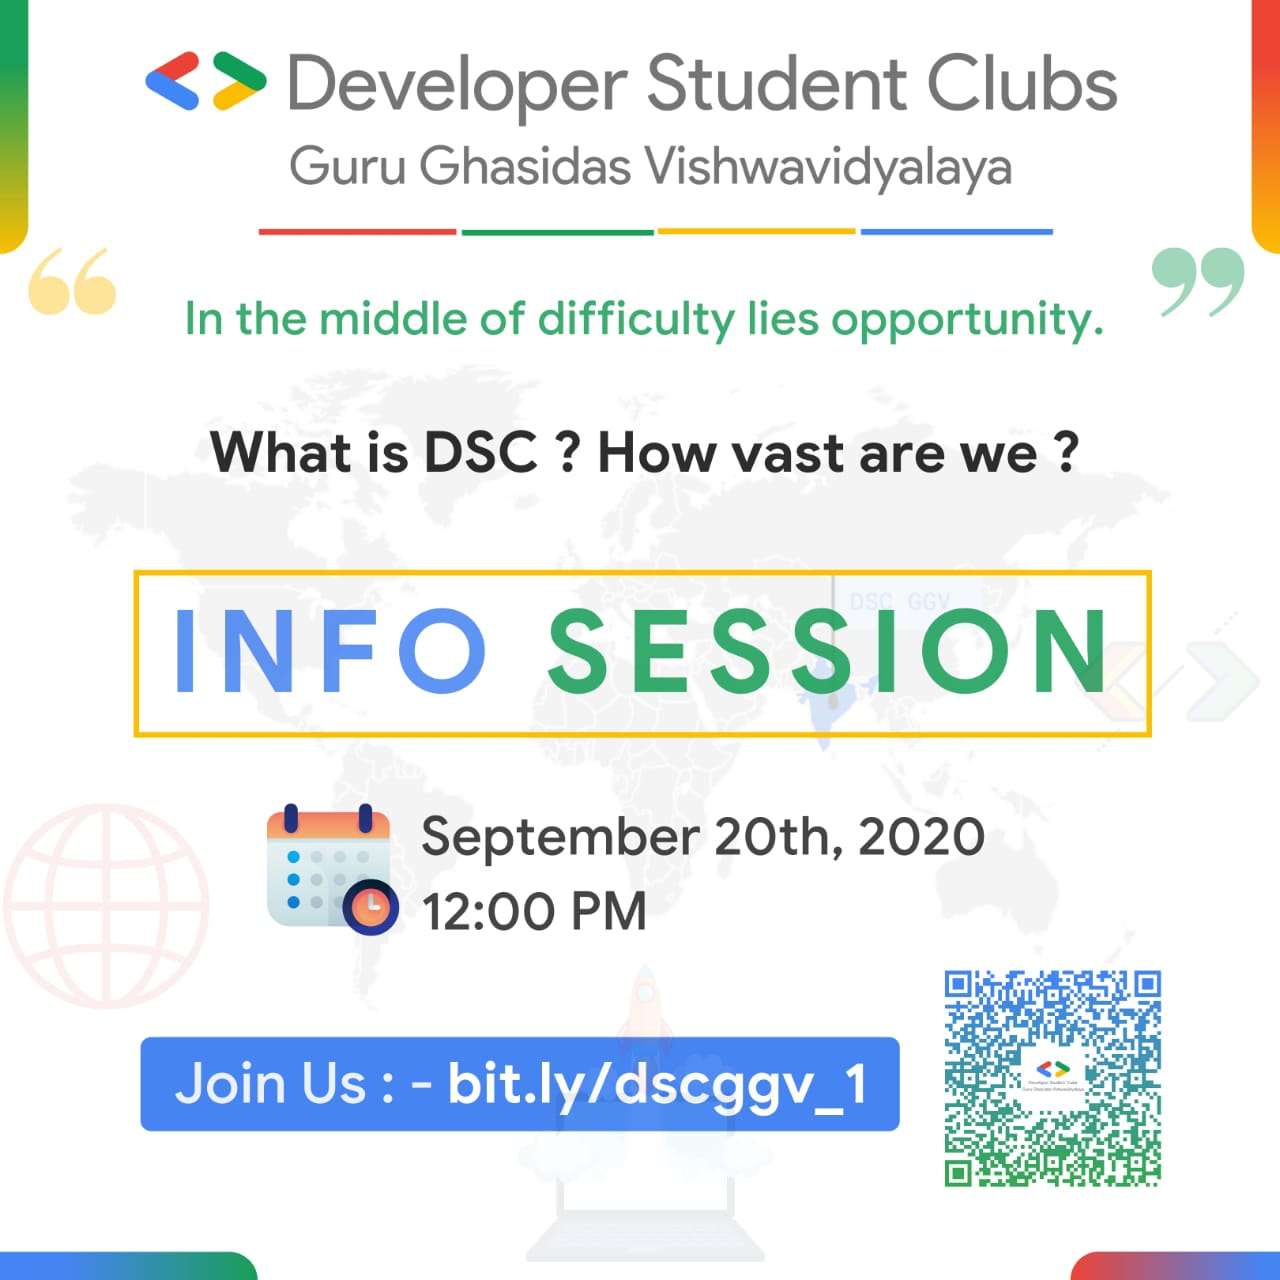 Developer Student Clubs
Guru Ghasidas Vishwavidyalaya
“ In the middle of difficulty lies opportunity. ”
What is DSC ? How vast are we ?
DSC GGV
INFO SESSION
September 20th, 2020
12:00 PM
Join Us : - bit.ly/dscggv_1
Developer Student Clubs
Guru Ghasidas Vishwavidyalaya